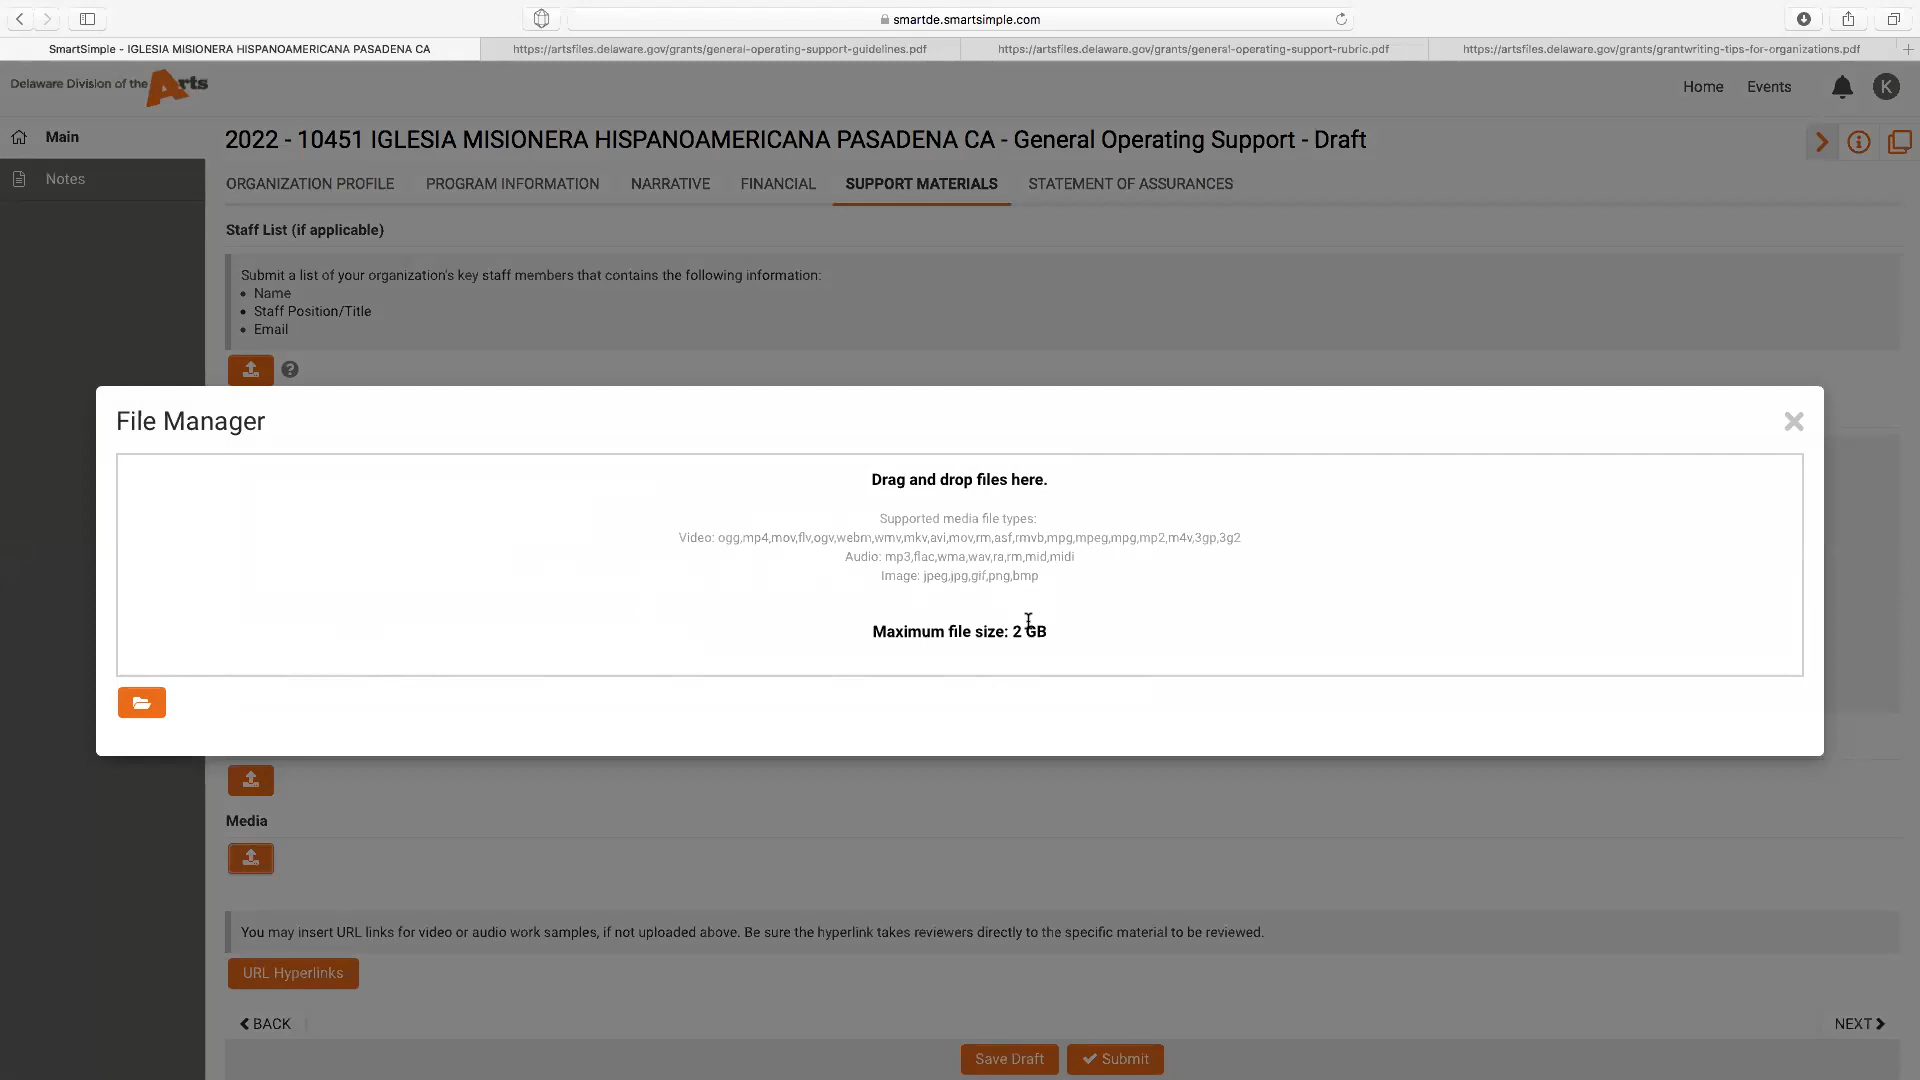 smartde.smartsimple.com
SmartSimple - IGLESIA MISIONERA HISPANOAMERICANA PASADENA CA
https://artsfiles.delaware.gov/grants/general-operating-support-guidelines.pdf
https://artsfiles.delaware.gov/grants/general-operating-support-rubric.pdf
https://artsfiles.delaware.gov/grants/grantwriting-tips-for-organizations.pdf
Delaware Division of the Arts
Home
Events
K
Main
Notes
2022 - 10451 IGLESIA MISIONERA HISPANOAMERICANA PASADENA CA - General Operating Support - Draft
ORGANIZATION PROFILE
PROGRAM INFORMATION
NARRATIVE
FINANCIAL
SUPPORT MATERIALS
STATEMENT OF ASSURANCES
Staff List (if applicable)
Submit a list of your organization's key staff members that contains the following information:
• Name
• Staff Position/Title
• Email
File Manager
Drag and drop files here.
Supported media file types:
Video: ogg,mp4,mov,flv,ogv,webm,wmv,mkv,avi,mov,rm,asf,rmvb,mpg,mpeg,mpg,mp2,m4v,3gp,3g2
Audio: mp3,flac,wma,wav,ra,rm,mid,midi
Image: jpeg,jpg,gif,png,bmp
Maximum file size: 2 GB
Media
You may insert URL links for video or audio work samples, if not uploaded above. Be sure the hyperlink takes reviewers directly to the specific material to be reviewed.
URL Hyperlinks
BACK
NEXT
Save Draft
Submit